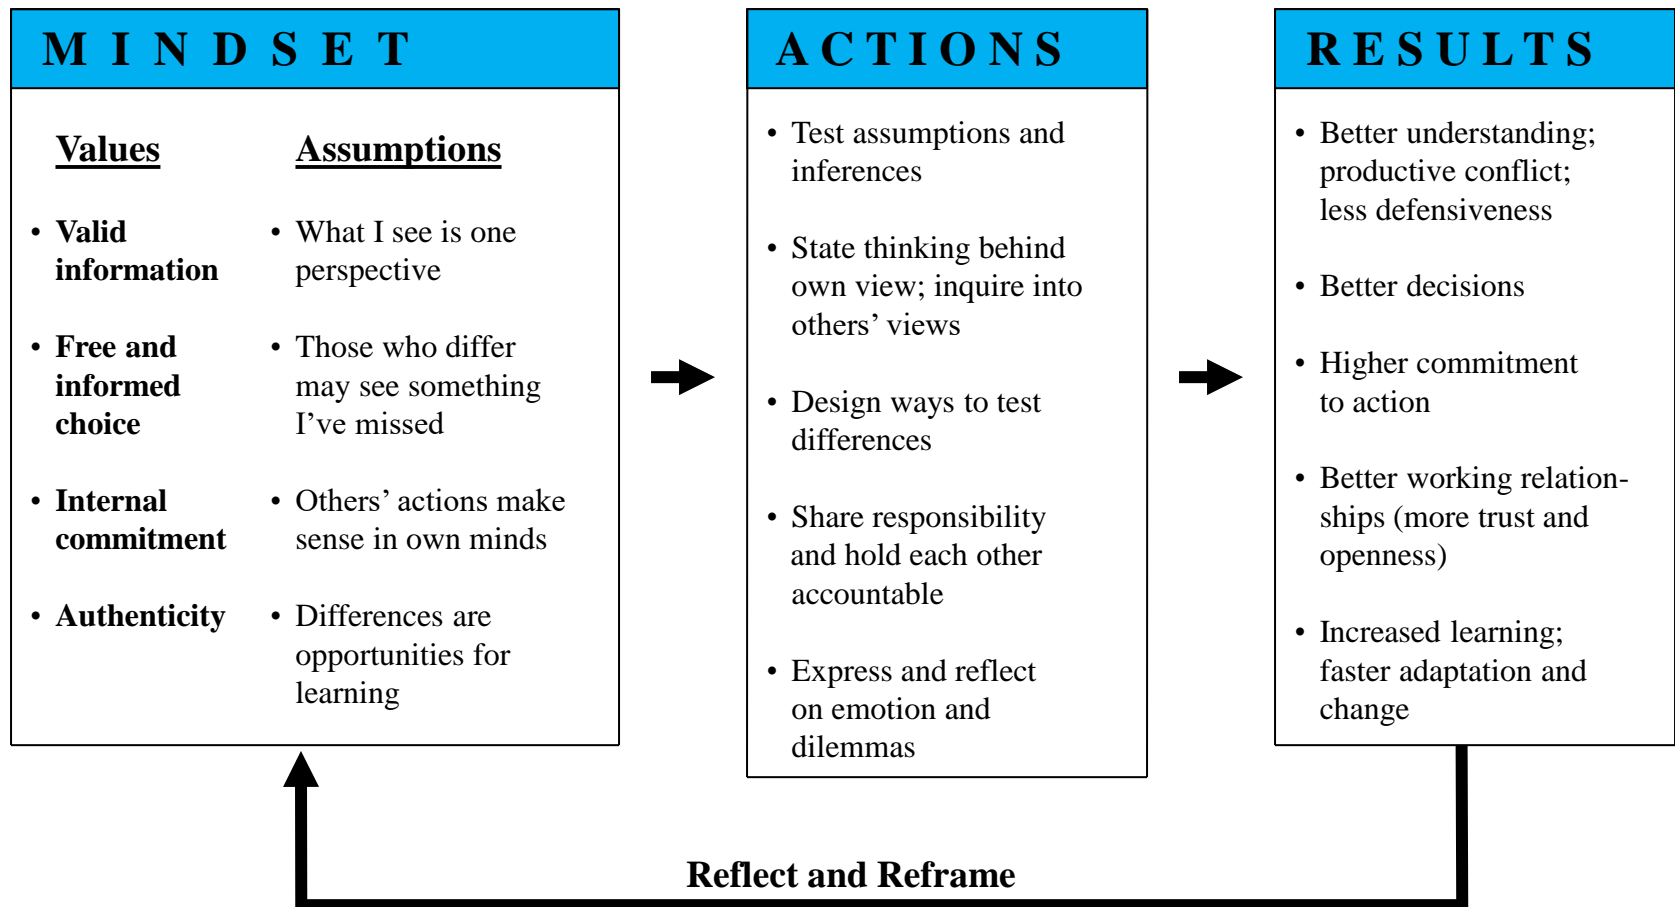 MINDSET
Values
Assumptions
• Valid
information
• What I see is one
perspective
• Free and
informed
choice
• Those who differ
may see something
I’ve missed
• Internal
commitment
• Others’ actions make
sense in own minds
• Authenticity
• Differences are
opportunities for
learning
ACTIONS
• Test assumptions and
inferences
• State thinking behind
own view; inquire into
others’ views
• Design ways to test
differences
• Share responsibility
and hold each other
accountable
• Express and reflect
on emotion and
dilemmas
RESULTS
• Better understanding;
productive conflict;
less defensiveness
• Better decisions
• Higher commitment
to action
• Better working relation-
ships (more trust and
openness)
• Increased learning;
faster adaptation and
change
Reflect and Reframe